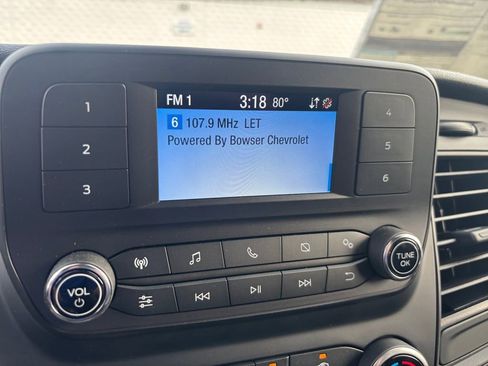 FM 1 3:18 80°
6 107.9 MHz LET
Powered By Bowser Chevrolet
1
2
3
4
5
6
VOL
TUNE
OK